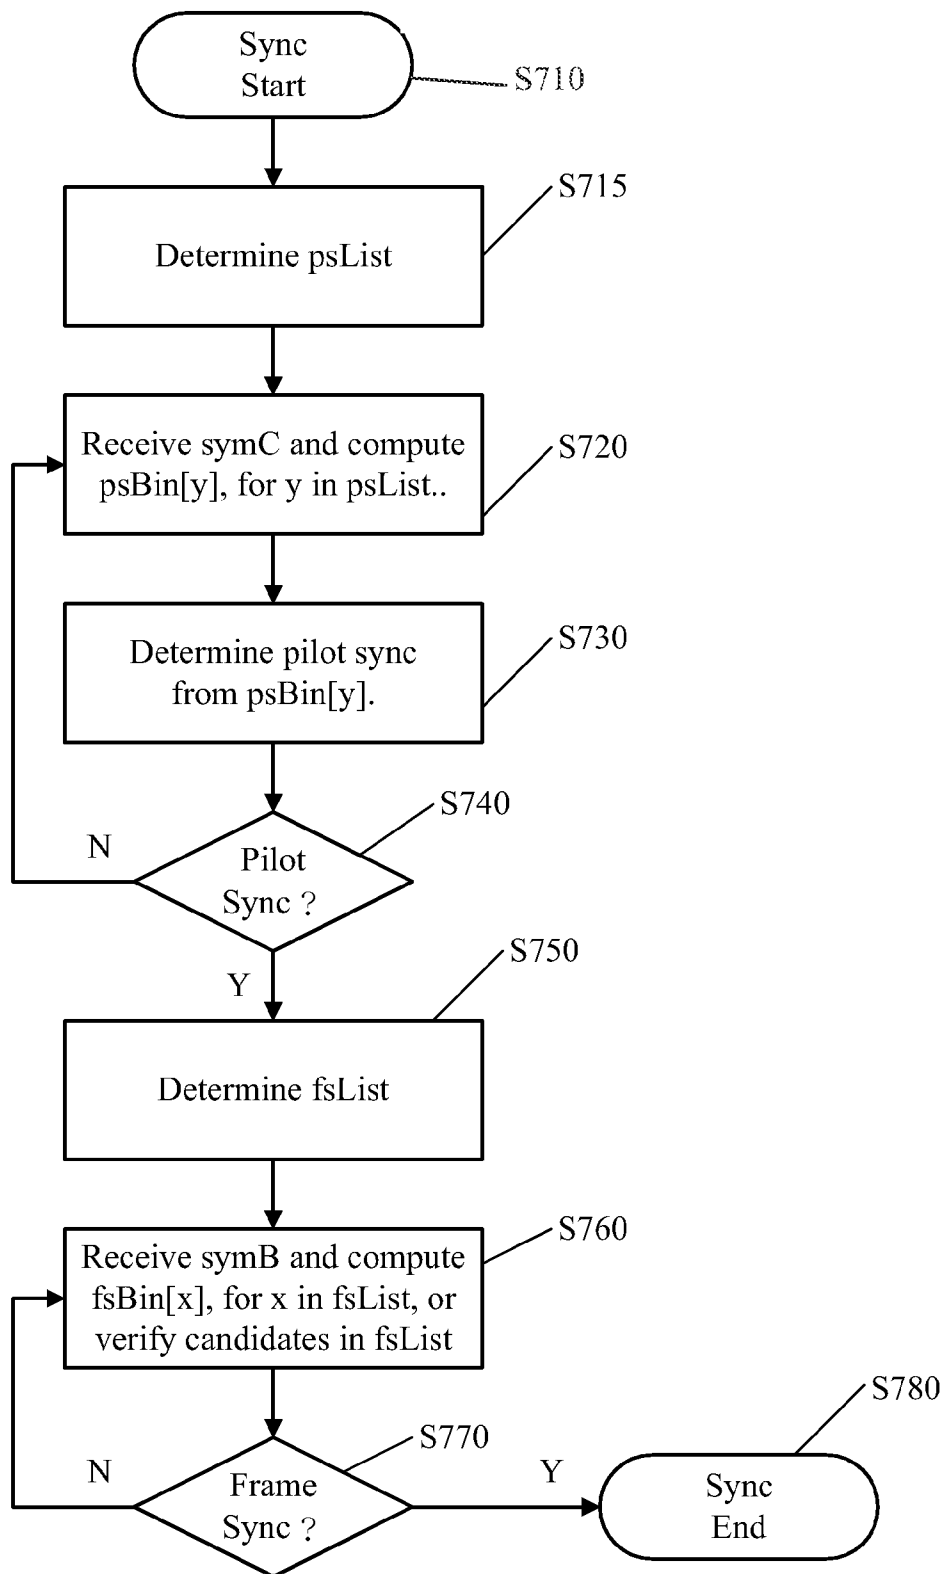 Sync
Start
S710
S715
Determine psList
Receive symC and compute
psBin[y], for y in psList..
S720
Determine pilot sync
from psBin[y].
S730
S740
N
Pilot
Sync ?
Y
S750
Determine fsList
S760
Receive symB and compute
fsBin[x], for x in fsList, or
verify candidates in fsList
S770
N
Frame
Sync ?
Y
S780
Sync
End